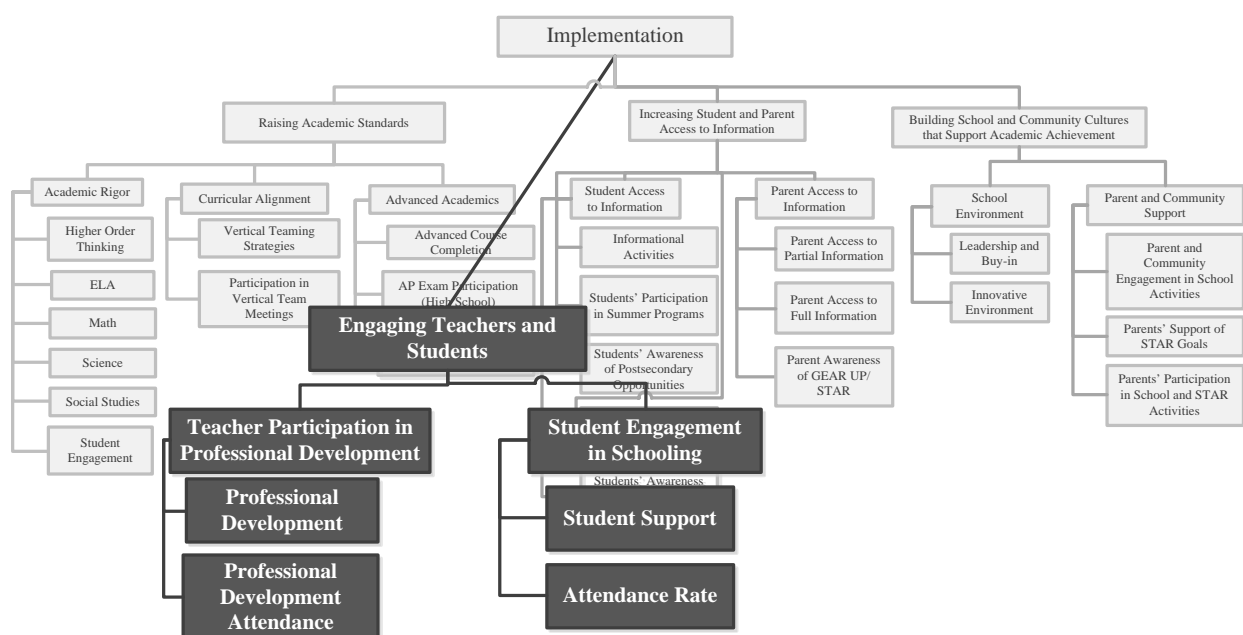 Implementation
Raising Academic Standards
Increasing Student and Parent
Access to Information
Building School and Community Cultures
that Support Academic Achievement
Academic Rigor
Higher Order
Thinking
ELA
Math
Science
Social Studies
Student
Engagement
Curricular Alignment
Vertical Teaming
Strategies
Participation in
Vertical Team
Meetings
Advanced Academics
Advanced Course
Completion
AP Exam Participation
(High School)
Student Access
to Information
Informational
Activities
Students’ Participation
in Summer Programs
Students’ Awareness
of Postsecondary
Opportunities
Students’ Awareness
Parent Access to
Information
Parent Access to
Partial Information
Parent Access to
Full Information
Parent Awareness
of GEAR UP/
STAR
School
Environment
Leadership and
Buy-in
Innovative
Environment
Parent and Community
Support
Parent and
Community
Engagement in School
Activities
Parents’ Support of
STAR Goals
Parents’ Participation
in School and STAR
Activities
Engaging Teachers and
Students
Teacher Participation in
Professional Development
Professional
Development
Professional
Development
Attendance
Student Engagement
in Schooling
Student Support
Attendance Rate